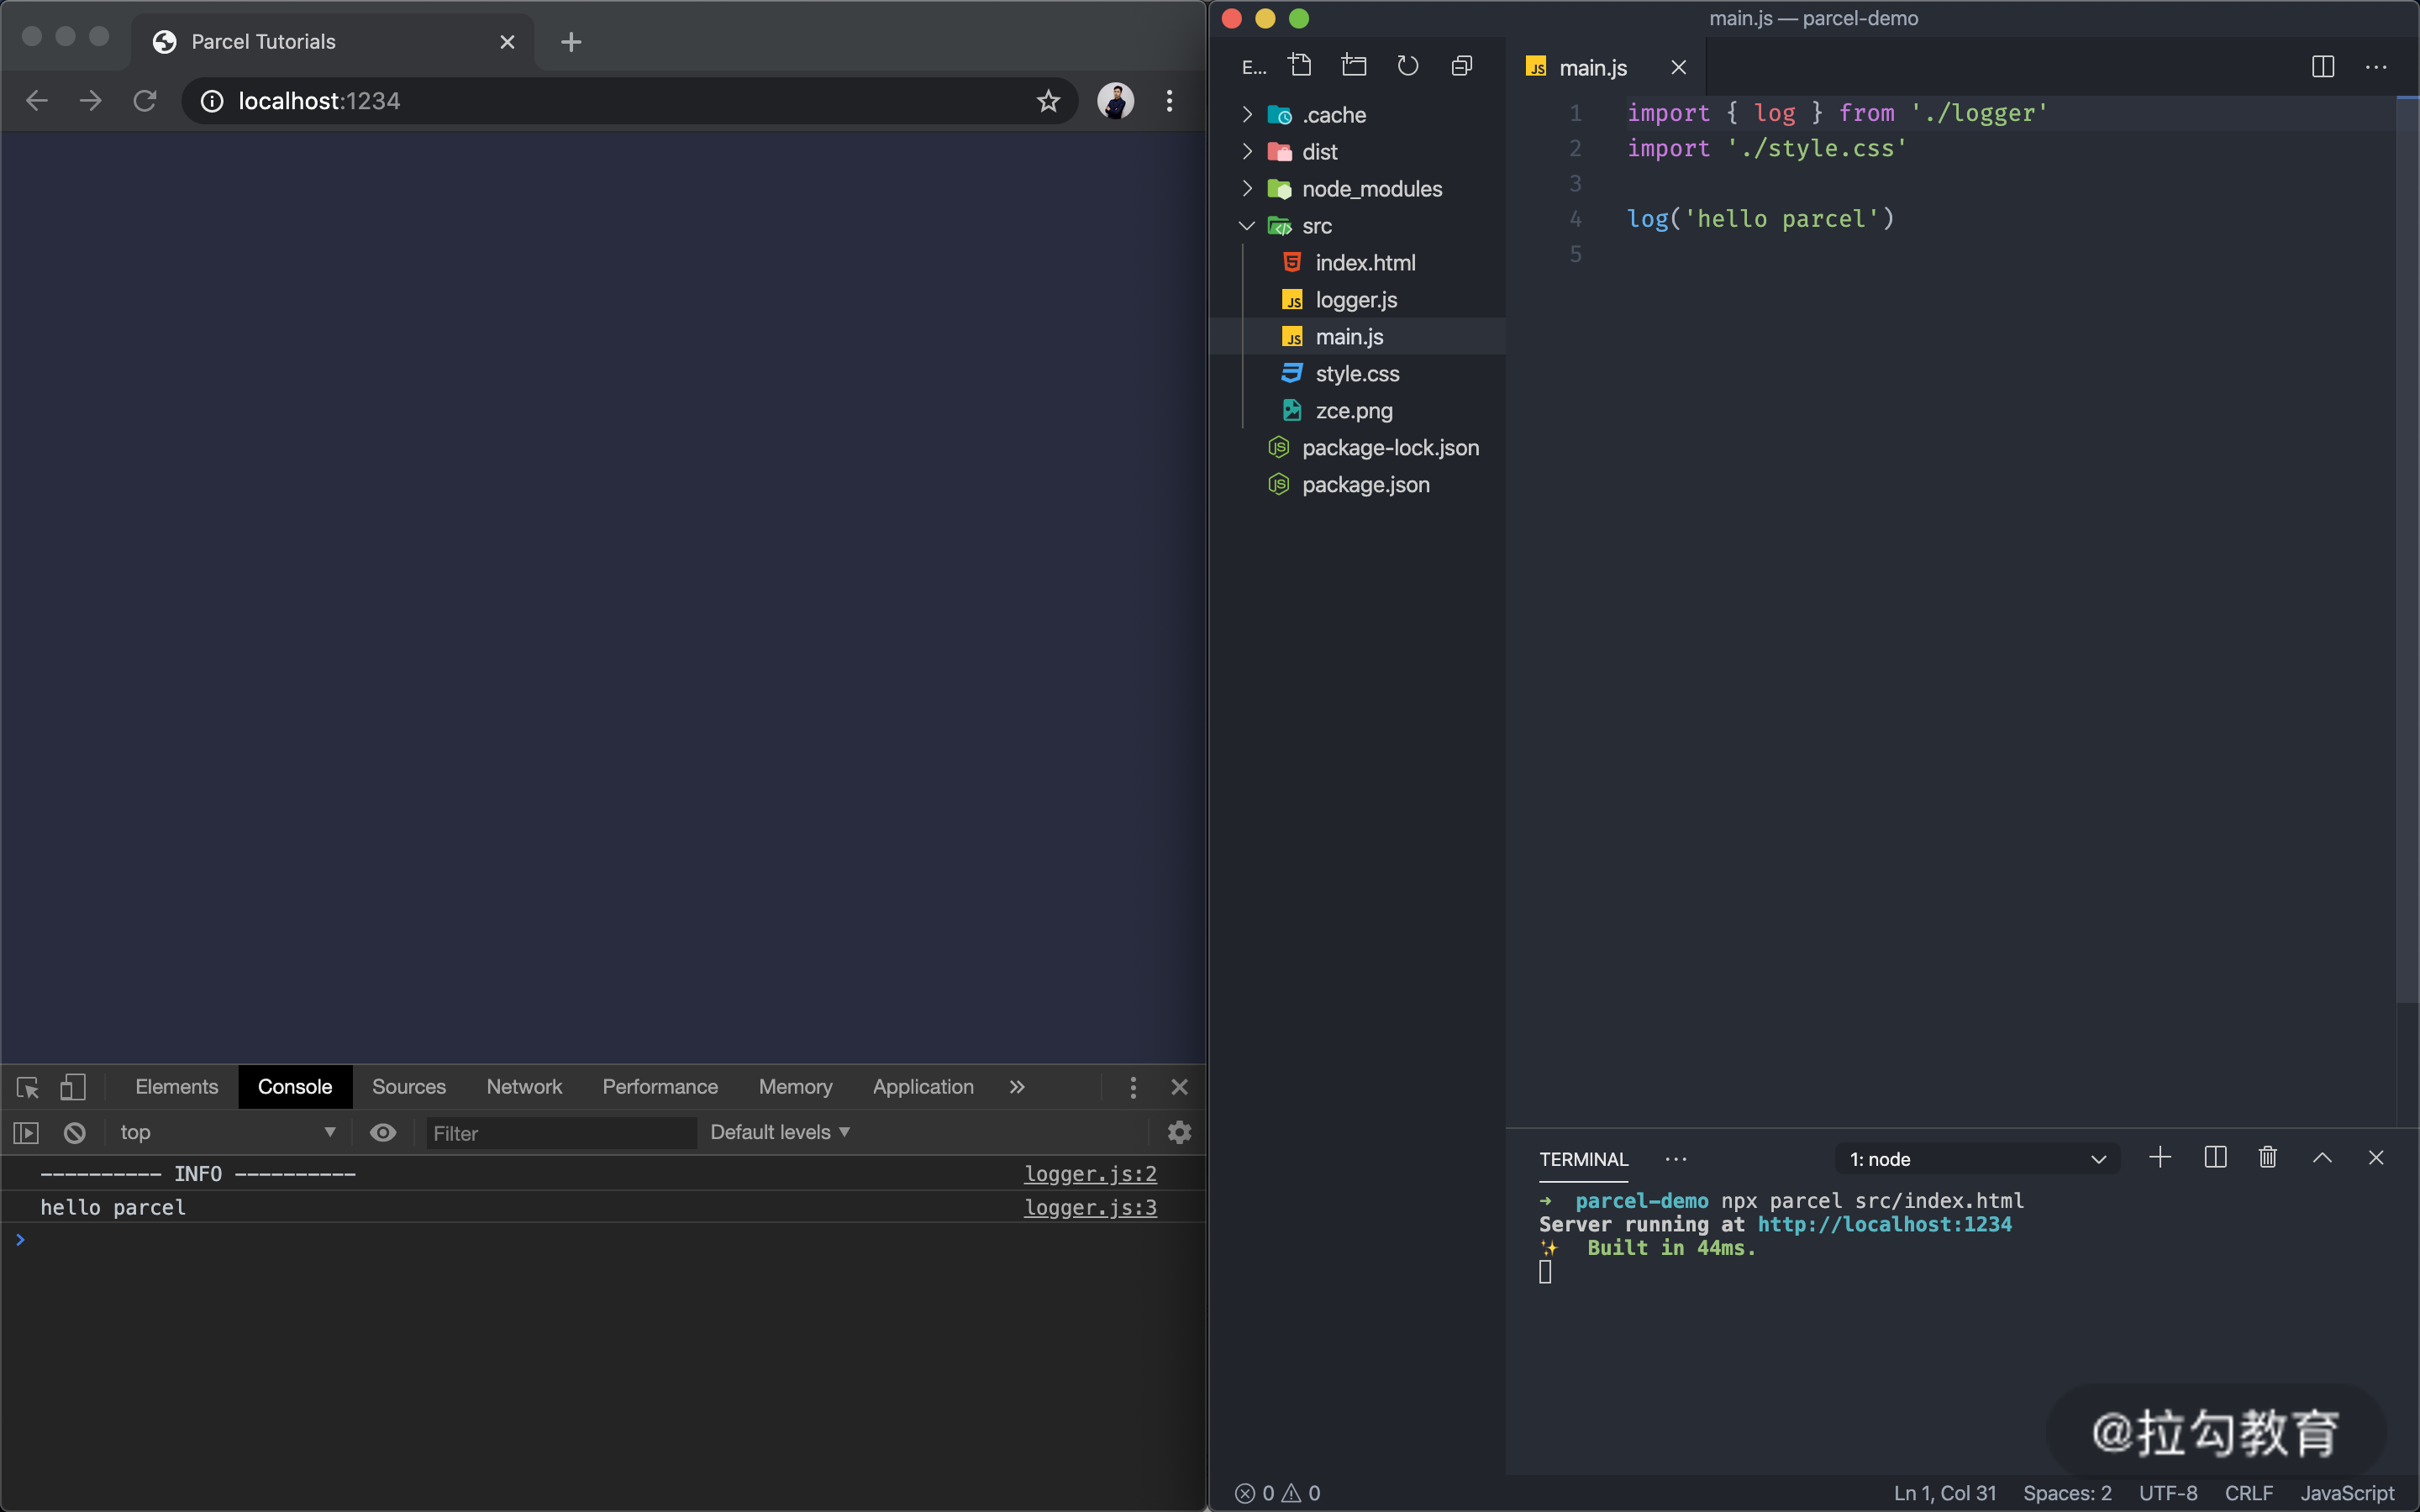 Parcel Tutorials
localhost:1234
Elements Console Sources Network Performance Memory Application »
top ▼ Filter Default levels ▼
---------- INFO ---------- logger.js:2
hello parcel logger.js:3
main.js — parcel-demo
E...
.cache
dist
node_modules
src
index.html
logger.js
main.js
style.css
zce.png
package-lock.json
package.json
JS main.js
1 import { log } from './logger'
2 import './style.css'
3
4 log('hello parcel')
5
TERMINAL ··· 1: node
→ parcel-demo npx parcel src/index.html
Server running at http://localhost:1234
✨ Built in 44ms.
@拉勾教育
0 0 Ln 1, Col 31 Spaces: 2 UTF-8 CRLF JavaScript